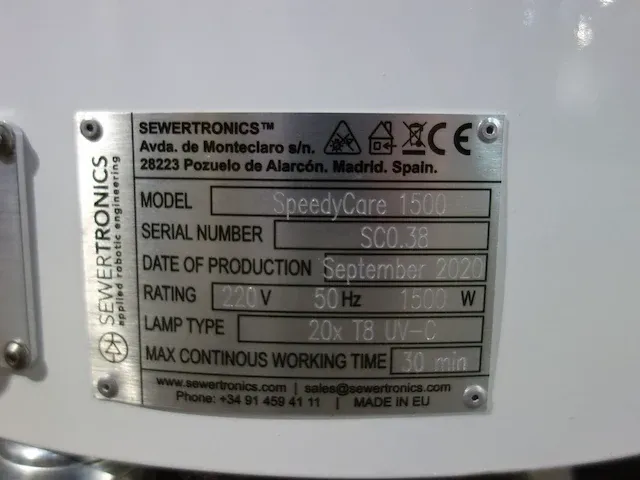 SEWERTRONICS™
Avda. de Monteclaro s/n.
28223 Pozuelo de Alarcón. Madrid. Spain.
CE
SEWERTRONICS
applied robotic engineering
MODEL SpeedyCare 1500
SERIAL NUMBER SC0.38
DATE OF PRODUCTION September 2020
RATING 220 V 50 Hz 1500 W
LAMP TYPE 20x T8 UV-C
MAX CONTINOUS WORKING TIME 30 min
www.sewertronics.com | sales@sewertronics.com
Phone: +34 91 459 41 11 | MADE IN EU